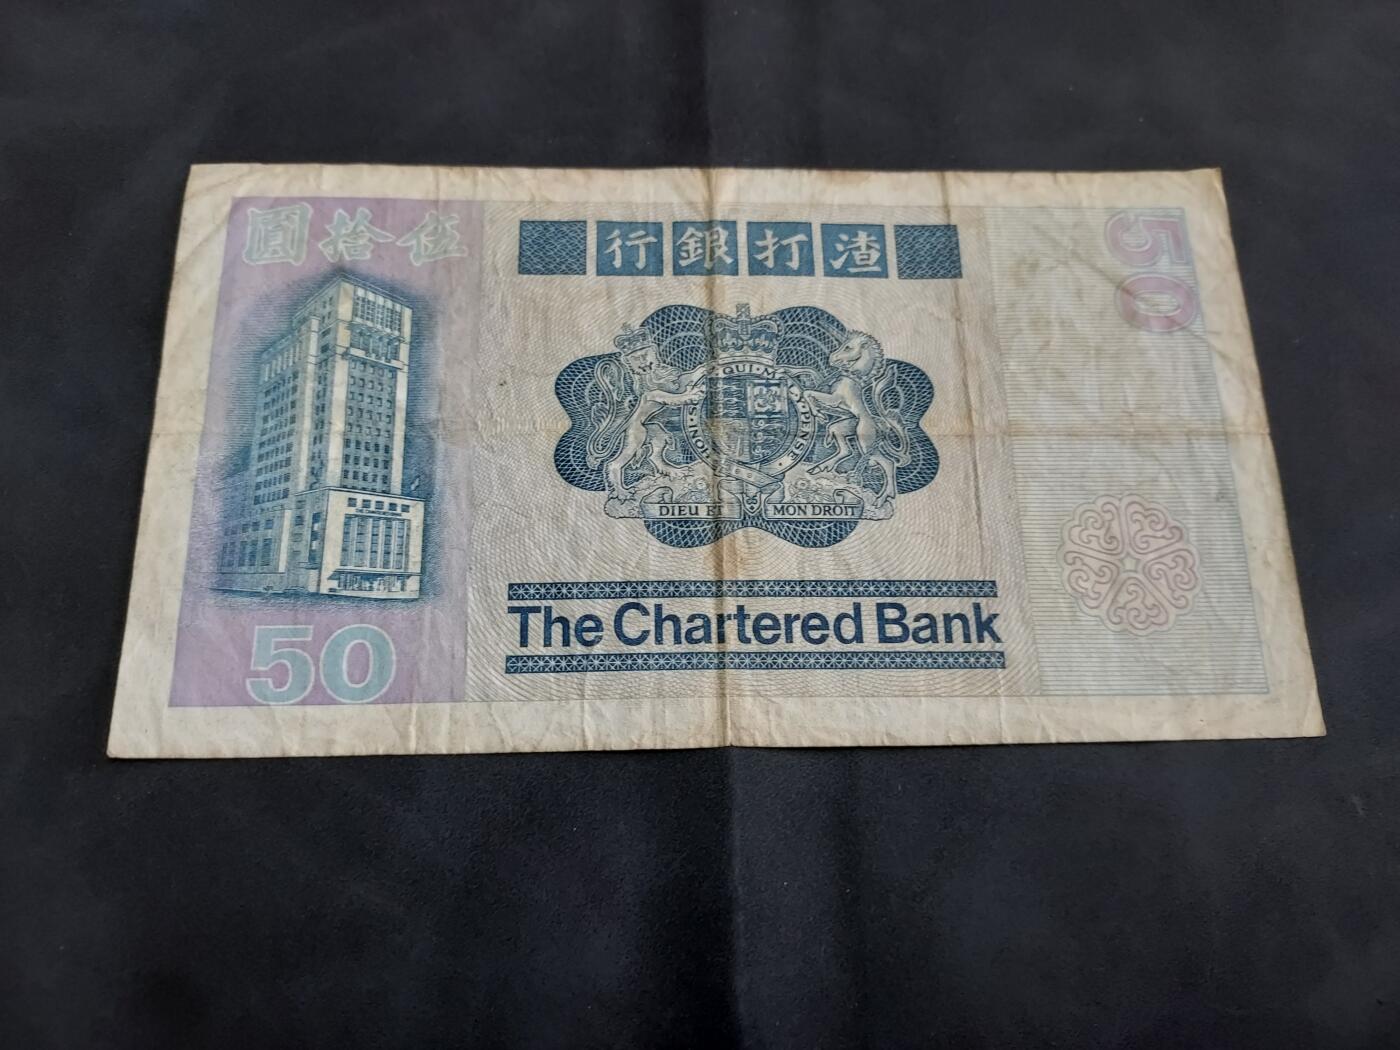 圓拾伍
行銀打渣
50
HONI·SOIT·QUI·MAL·Y·PENSE·
DIEU ET MON DROIT
The Chartered Bank
50